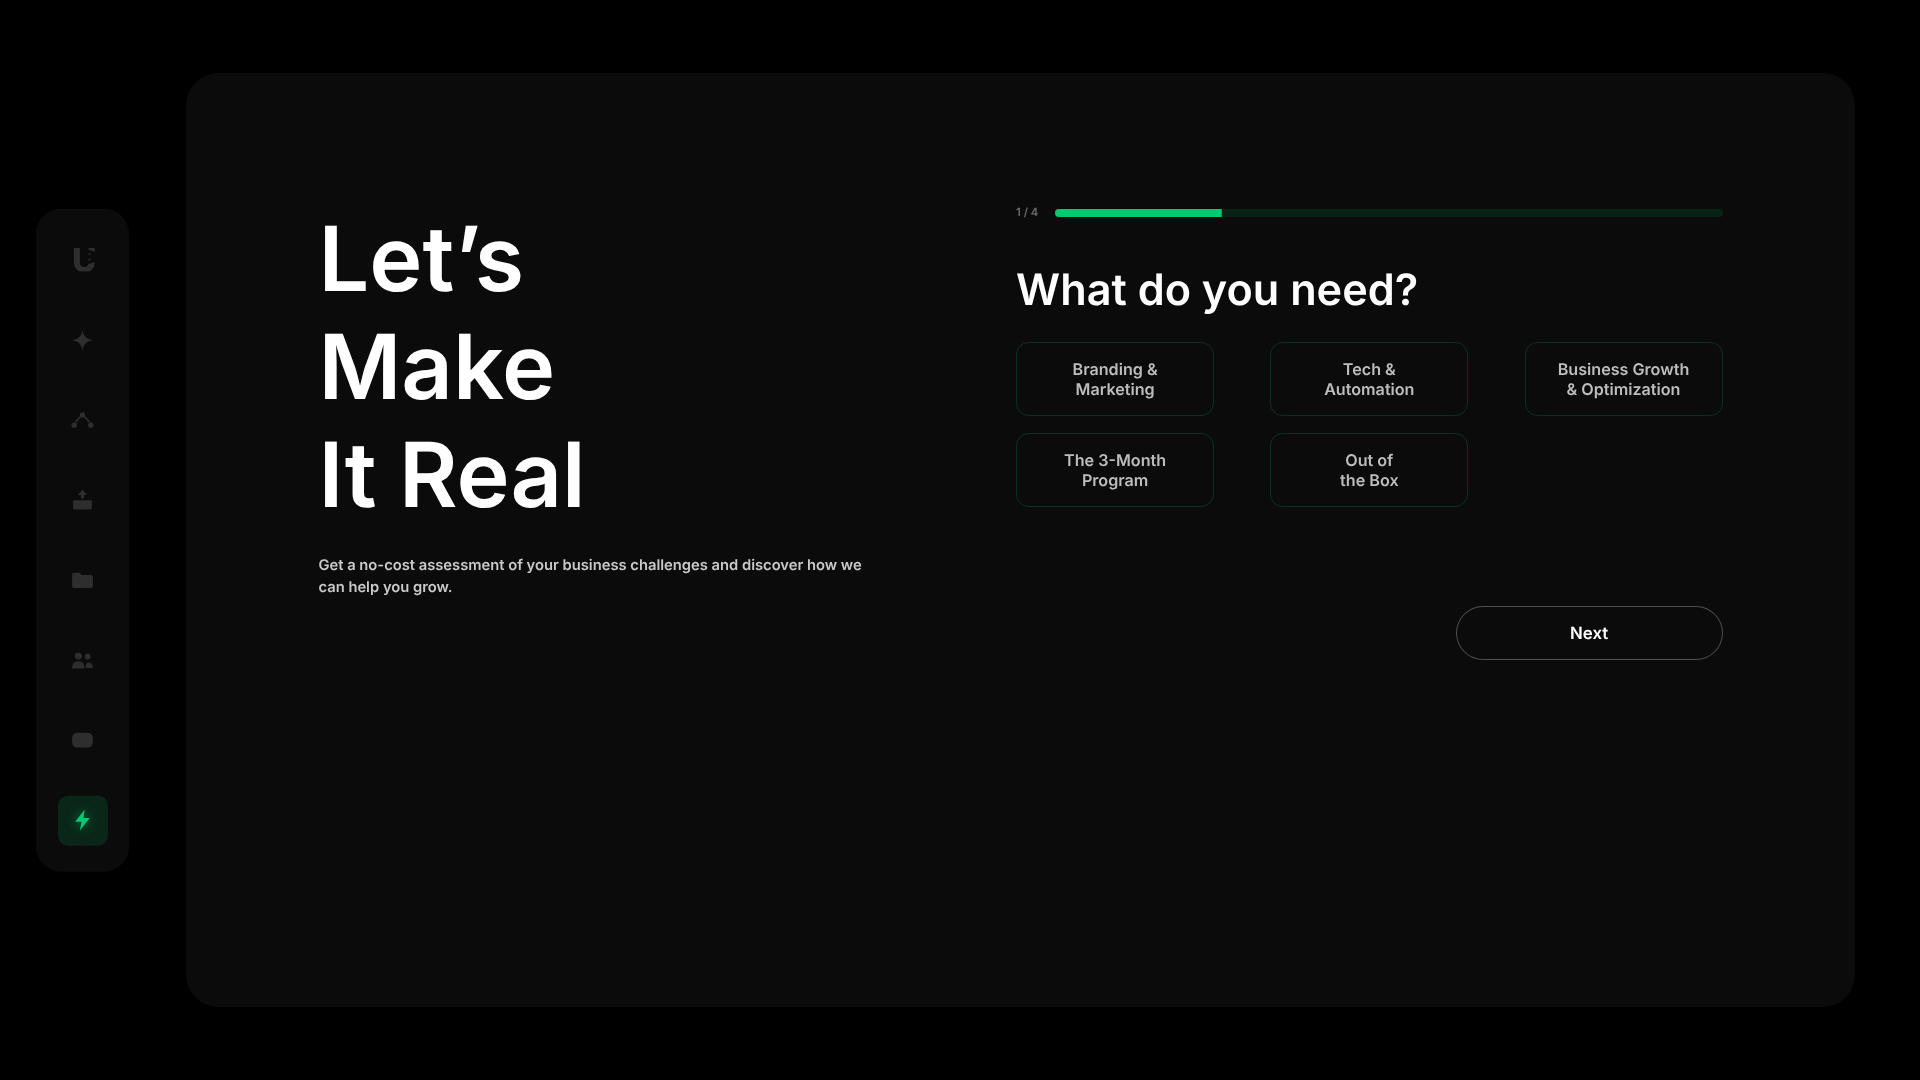 Let’s
Make
It Real
Get a no-cost assessment of your business challenges and discover how we
can help you grow.
1 / 4
What do you need?
Branding &
Marketing
Tech &
Automation
Business Growth
& Optimization
The 3-Month
Program
Out of
the Box
Next